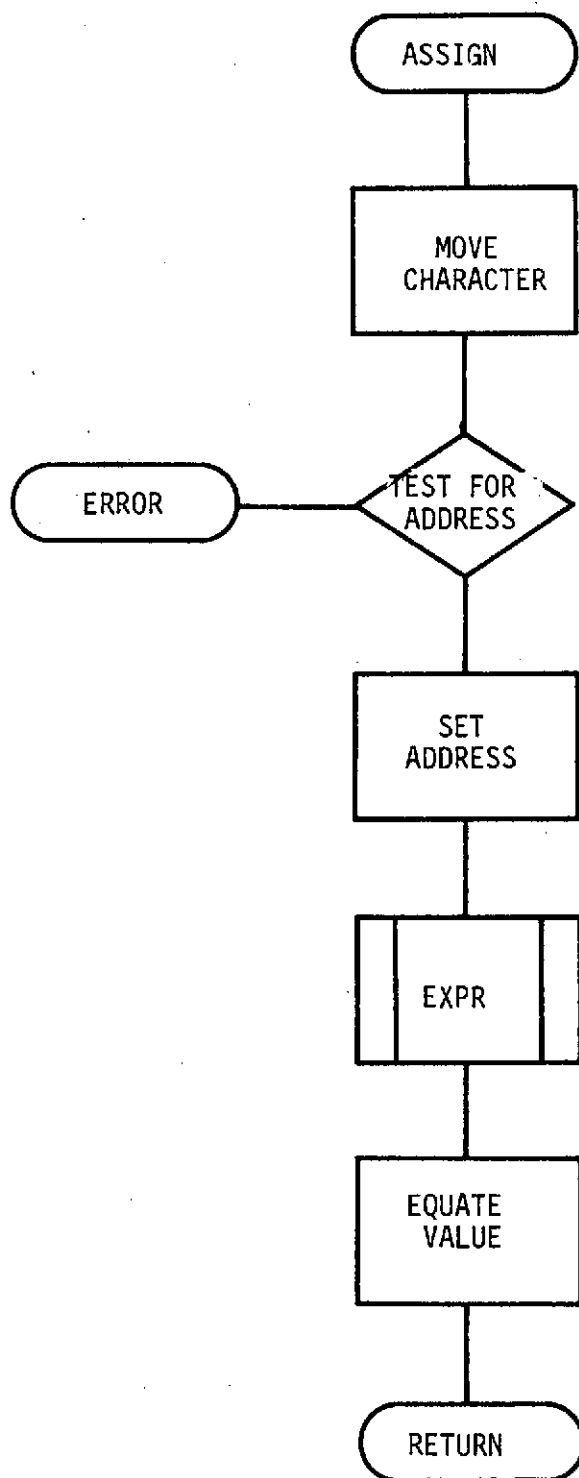 ASSIGN
MOVE
CHARACTER
ERROR
TEST FOR
ADDRESS
SET
ADDRESS
EXPR
EQUATE
VALUE
RETURN